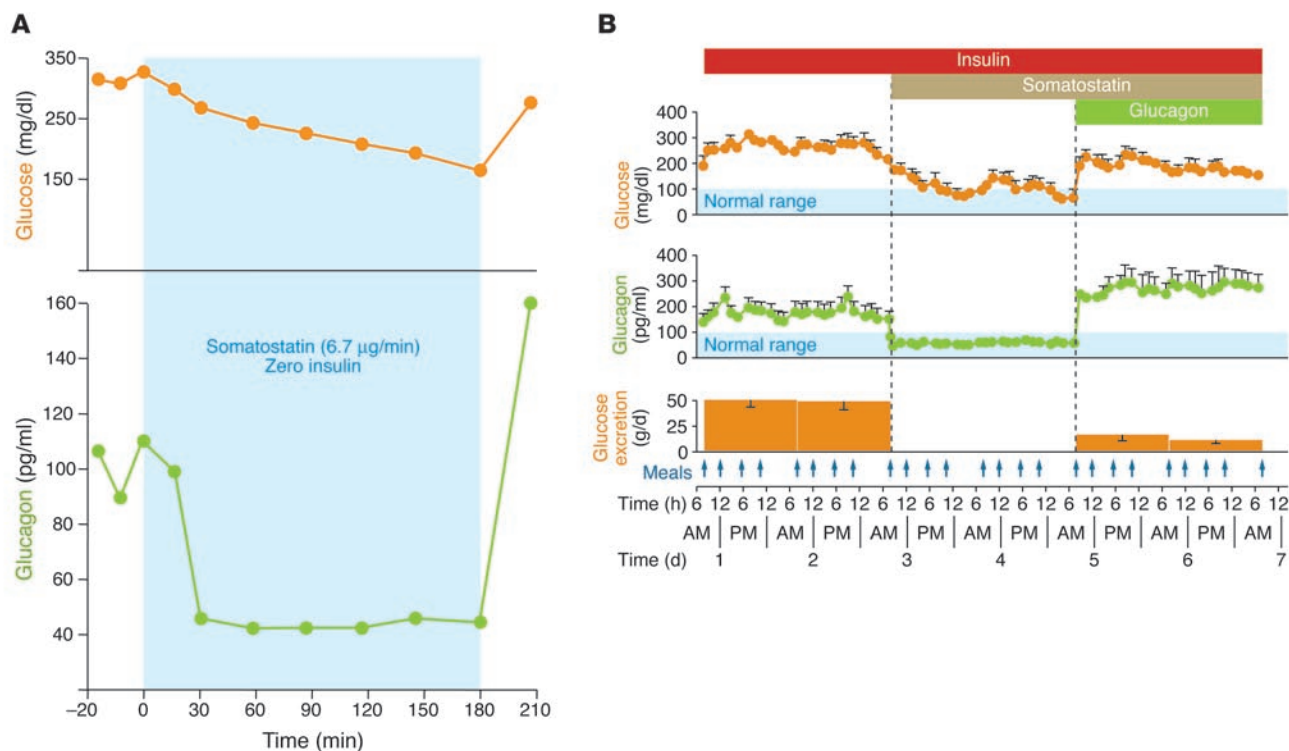 A
350
250
150
Glucose (mg/dl)
160
140
120
100
80
60
40
Glucagon (pg/ml)
Somatostatin (6.7 µg/min)
Zero insulin
−20 0 30 60 90 120 150 180 210
Time (min)
B
Insulin
Somatostatin
Glucagon
400
300
200
100
0
Glucose
(mg/dl)
Normal range
400
300
200
100
0
Glucagon
(pg/ml)
Normal range
50
25
0
Glucose
excretion
(g/d)
Meals
Time (h) 6 12 6 12 6 12 6 12 6 12 6 12 6 12 6 12 6 12 6 12 6 12 6 12 6 12
AM PM AM PM AM PM AM PM AM PM AM PM AM
Time (d) 1 2 3 4 5 6 7